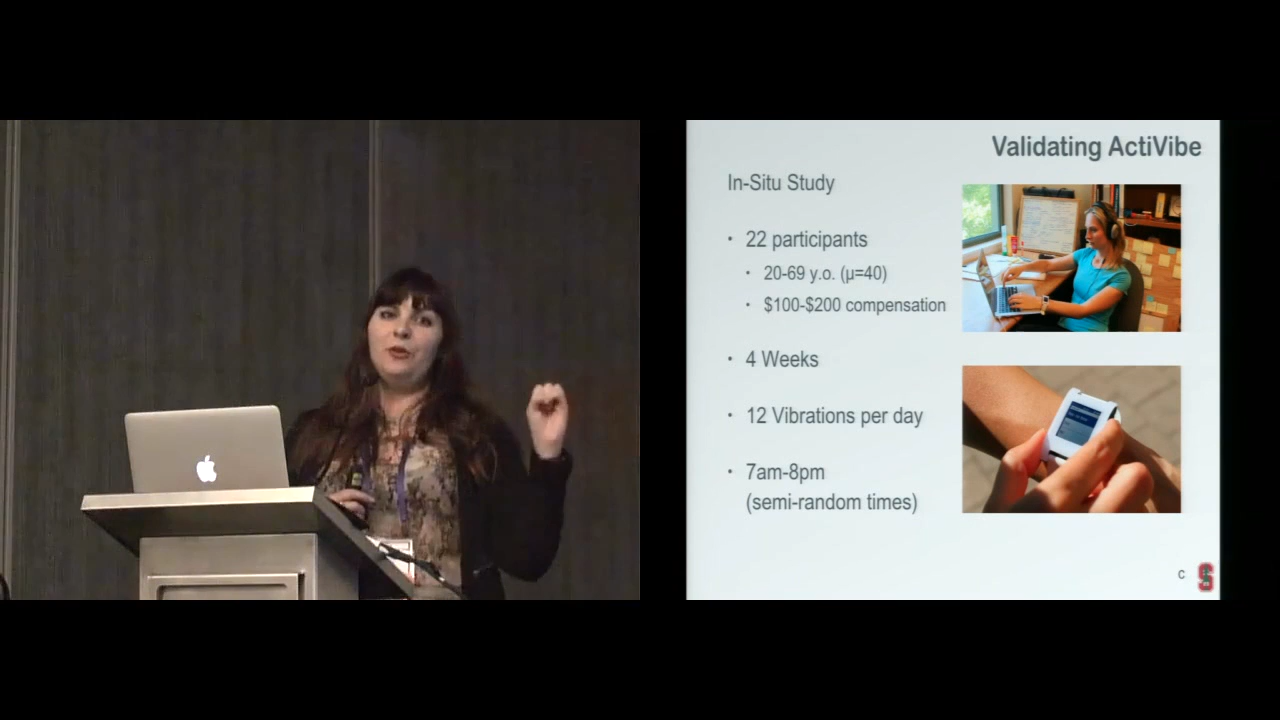 Validating ActiVibe
In-Situ Study
• 22 participants
• 20-69 y.o. (µ=40)
• $100-$200 compensation
• 4 Weeks
• 12 Vibrations per day
• 7am-8pm
(semi-random times)
C
S